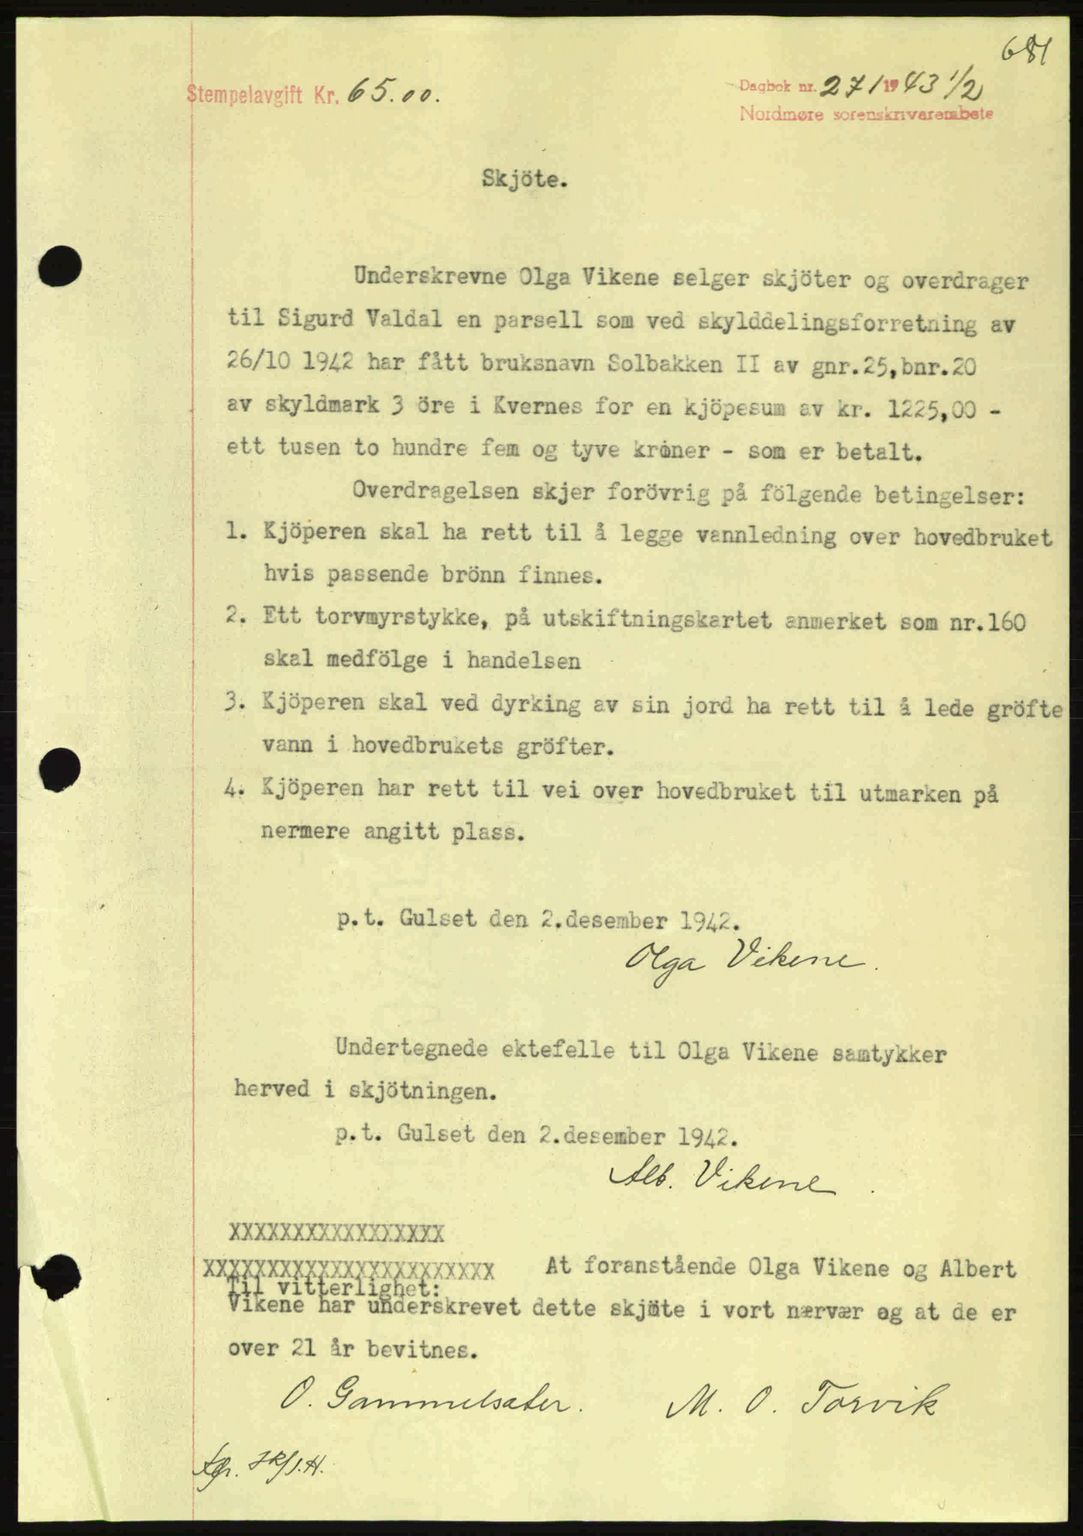 681
Stempelavgift Kr. 65.00.
Dagbok nr. 271 1943 1/2
Nordmøre sorenskrivarembete
Skjöte.
Underskrevne Olga Vikene selger skjöter og overdrager
til Sigurd Valdal en parsell som ved skylddelingsforretning av
26/10 1942 har fått bruksnavn Solbakken II av gnr.25,bnr.20
av skyldmark 3 öre i Kvernes for en kjöpesum av kr. 1225,00 -
ett tusen to hundre fem og tyve kroner - som er betalt.
Overdragelsen skjer forövrig på fölgende betingelser:
1. Kjöperen skal ha rett til å legge vannledning over hovedbruket
hvis passende brönn finnes.
2. Ett torvmyrstykke, på utskiftningskartet anmerket som nr.160
skal medfölge i handelsen
3. Kjöperen skal ved dyrking av sin jord ha rett til å lede gröfte
vann i hovedbrukets gröfter.
4. Kjöperen har rett til vei over hovedbruket til utmarken på
nermere angitt plass.
p.t. Gulset den 2.desember 1942.
Olga Vikene.
Undertegnede ektefelle til Olga Vikene samtykker
herved i skjötningen.
p.t. Gulset den 2.desember 1942.
Alb. Vikene.
XXXXXXXXXXXXXXXXX
XXXXXXXXXXXXXXXXXXXXXXX At foranstående Olga Vikene og Albert
Til vitterlighet:
Vikene har underskrevet dette skjöte i vort nærvær og at de er
over 21 år bevitnes.
O. Gammelsæter. M. O. Torvik